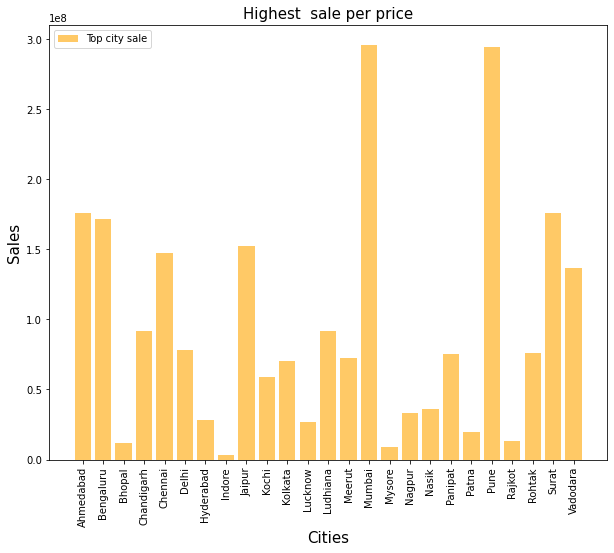 Highest  sale per price
1e8
Top city sale
3.0
2.5
2.0
1.5
1.0
0.5
0.0
Sales
Ahmedabad
Bengaluru
Bhopal
Chandigarh
Chennai
Delhi
Hyderabad
Indore
Jaipur
Kochi
Kolkata
Lucknow
Ludhiana
Meerut
Mumbai
Mysore
Nagpur
Nasik
Panipat
Patna
Pune
Rajkot
Rohtak
Surat
Vadodara
Cities